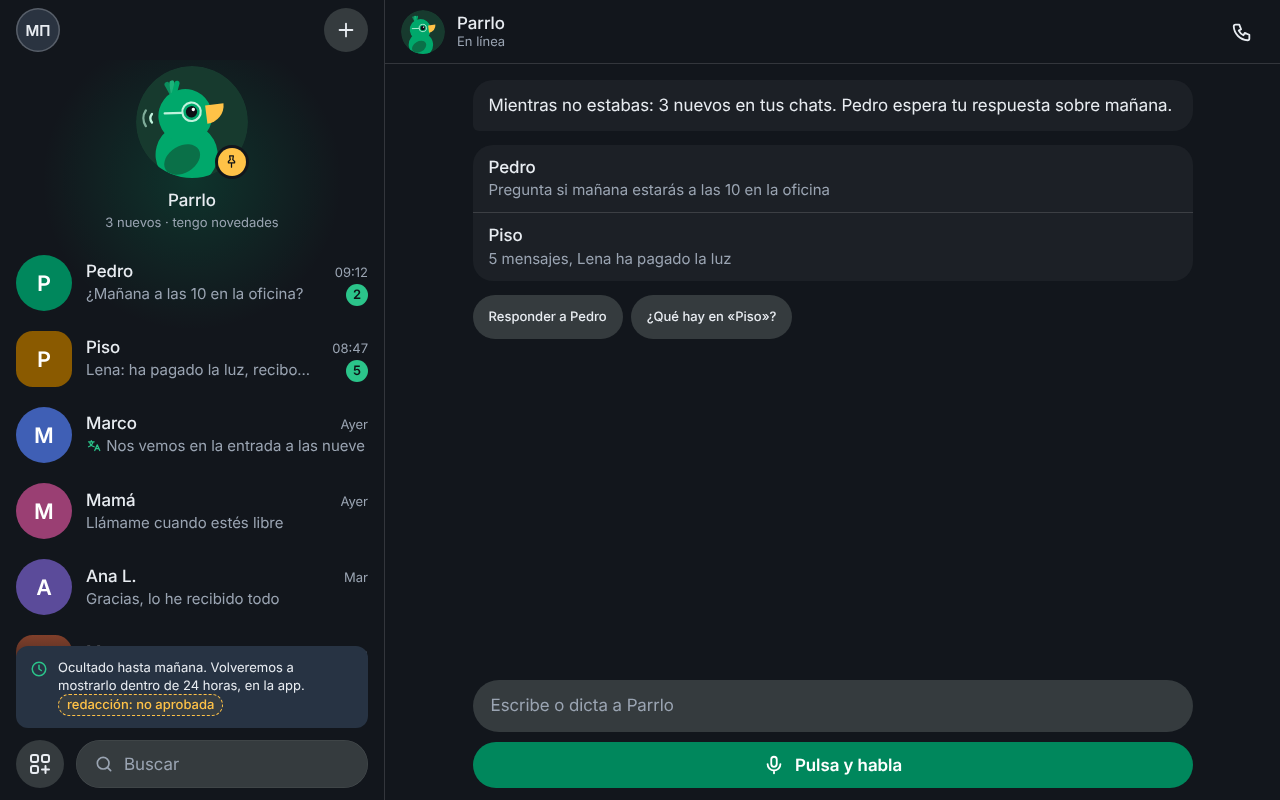 МП
Parrlo
3 nuevos · tengo novedades
P
Pedro
09:12
¿Mañana a las 10 en la oficina?
2
P
Piso
08:47
Lena: ha pagado la luz, recibo...
5
M
Marco
Ayer
Nos vemos en la entrada a las nueve
M
Mamá
Ayer
Llámame cuando estés libre
A
Ana L.
Mar
Gracias, lo he recibido todo
Ocultado hasta mañana. Volveremos a
mostrarlo dentro de 24 horas, en la app.
redacción: no aprobada
Buscar
Parrlo
En línea
Mientras no estabas: 3 nuevos en tus chats. Pedro espera tu respuesta sobre mañana.
Pedro
Pregunta si mañana estarás a las 10 en la oficina
Piso
5 mensajes, Lena ha pagado la luz
Responder a Pedro
¿Qué hay en «Piso»?
Escribe o dicta a Parrlo
Pulsa y habla